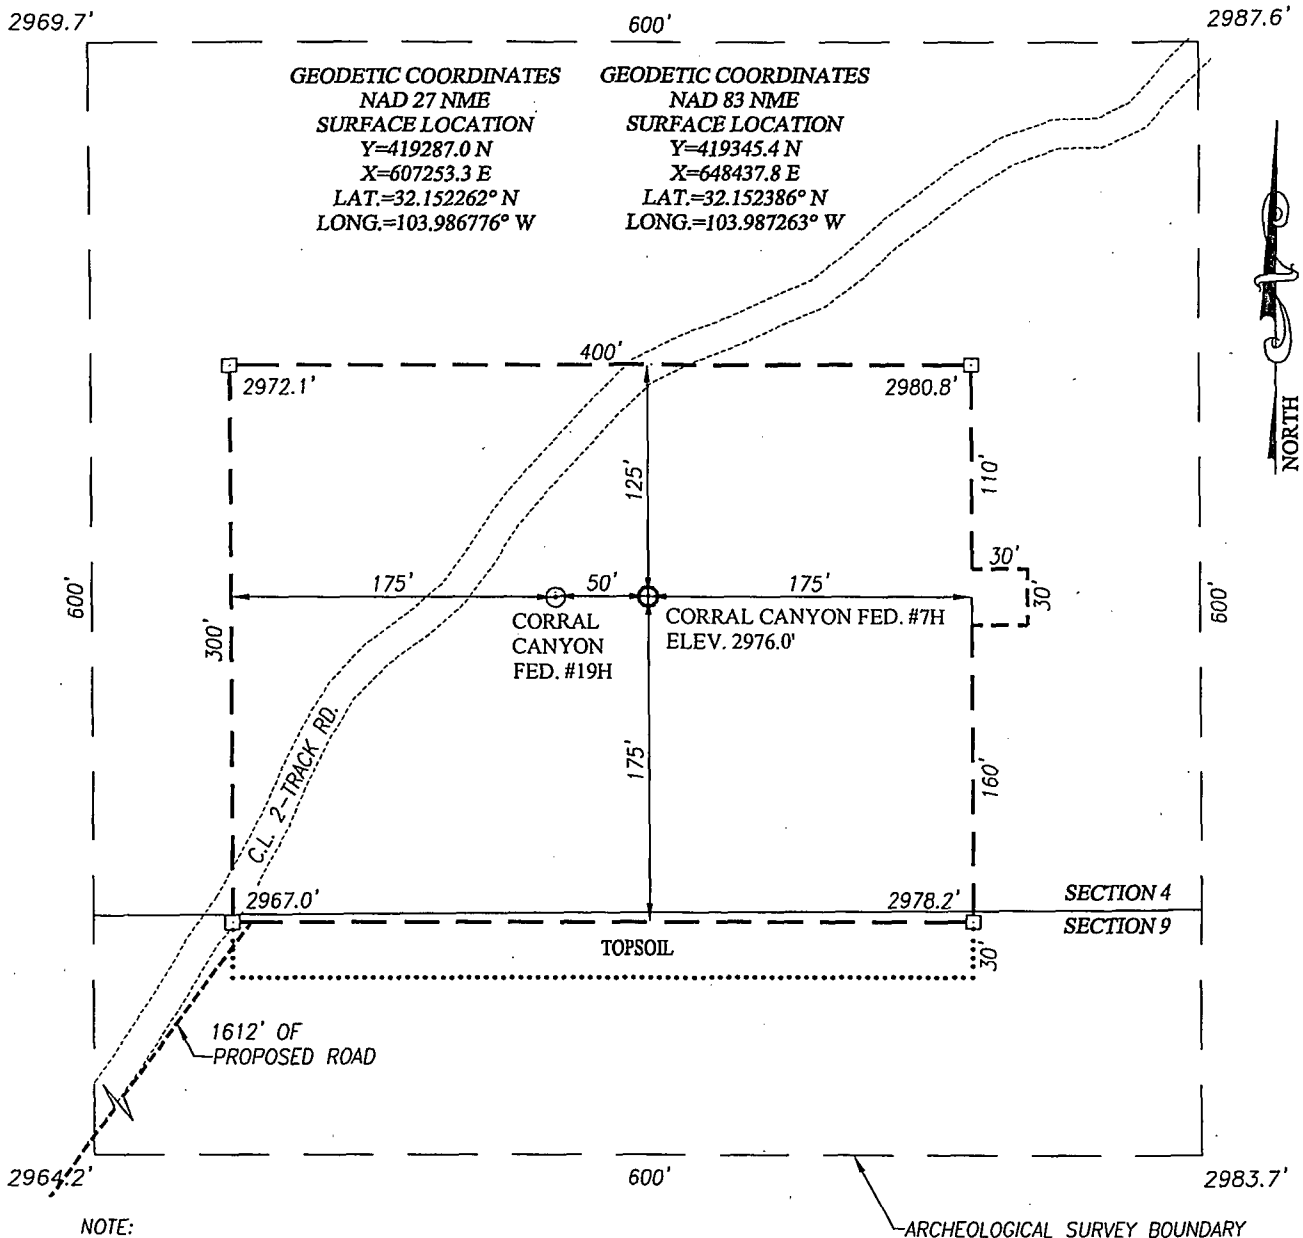 2969.7'
600'
2987.6'
GEODETIC COORDINATES
NAD 27 NME
SURFACE LOCATION
Y=419287.0 N
X=607253.3 E
LAT.=32.152262° N
LONG.=103.986776° W
GEODETIC COORDINATES
NAD 83 NME
SURFACE LOCATION
Y=419345.4 N
X=648437.8 E
LAT.=32.152386° N
LONG.=103.987263° W
NORTH
400'
2972.1'
2980.8'
125'
110'
30'
30'
175'
50'
175'
600'
300'
600'
CORRAL
CANYON
FED. #19H
CORRAL CANYON FED. #7H
ELEV. 2976.0'
C.L. 2-TRACK RD.
175'
160'
2967.0'
2978.2'
SECTION 4
SECTION 9
TOPSOIL
30'
1612' OF
PROPOSED ROAD
2964.2'
600'
2983.7'
NOTE:
ARCHEOLOGICAL SURVEY BOUNDARY